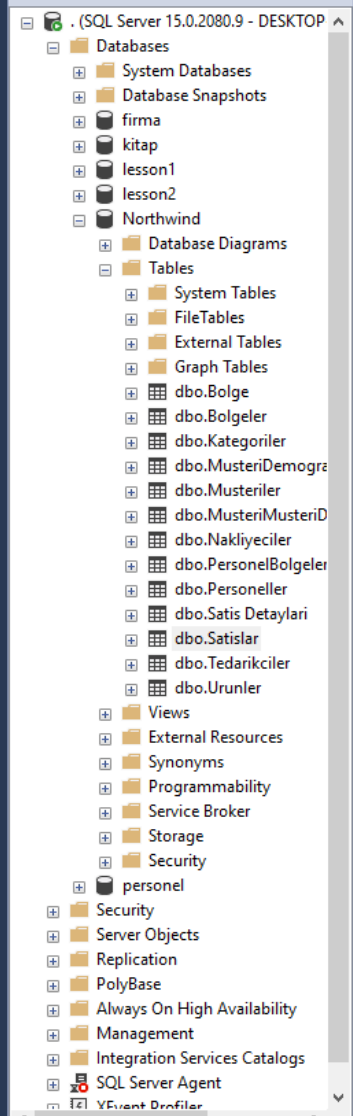 . (SQL Server 15.0.2080.9 - DESKTOP
Databases
System Databases
Database Snapshots
firma
kitap
lesson1
lesson2
Northwind
Database Diagrams
Tables
System Tables
FileTables
External Tables
Graph Tables
dbo.Bolge
dbo.Bolgeler
dbo.Kategoriler
dbo.MusteriDemogra
dbo.Musteriler
dbo.MusteriMusteriD
dbo.Nakliyeciler
dbo.PersonelBolgeler
dbo.Personeller
dbo.Satis Detaylari
dbo.Satislar
dbo.Tedarikciler
dbo.Urunler
Views
External Resources
Synonyms
Programmability
Service Broker
Storage
Security
personel
Security
Server Objects
Replication
PolyBase
Always On High Availability
Management
Integration Services Catalogs
SQL Server Agent
XEvent Profiler